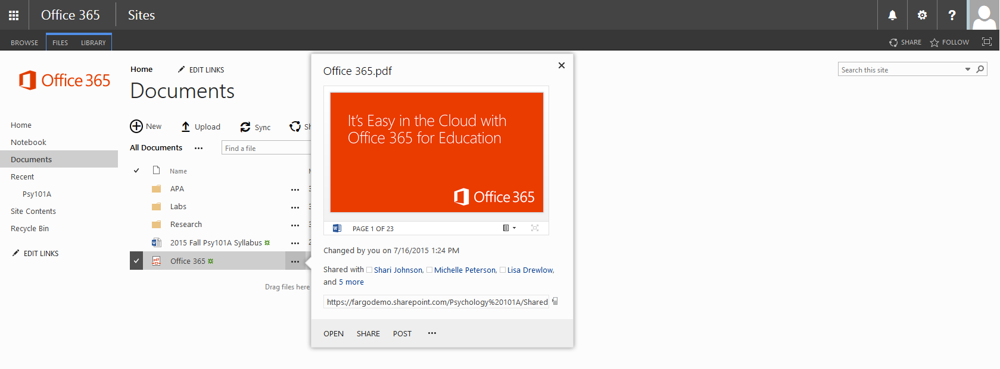 Office 365 Sites
BROWSE FILES LIBRARY SHARE FOLLOW
Office 365
Home EDIT LINKS
Documents
Search this site
Home
Notebook
Documents
Recent
Psy101A
Site Contents
Recycle Bin
EDIT LINKS
New Upload Sync Sh
All Documents ... Find a file
Name
APA ... 3
Labs ... 3
Research ... 3
2015 Fall Psy101A Syllabus ... 2
Office 365 ...
Drag files here
Office 365.pdf
It's Easy in the Cloud with
Office 365 for Education
Office 365
PAGE 1 OF 23
Changed by you on 7/16/2015 1:24 PM
Shared with Shari Johnson, Michelle Peterson, Lisa Drewlow,
and 5 more
https://fargodemo.sharepoint.com/Psychology%20101A/Shared
OPEN SHARE POST ...